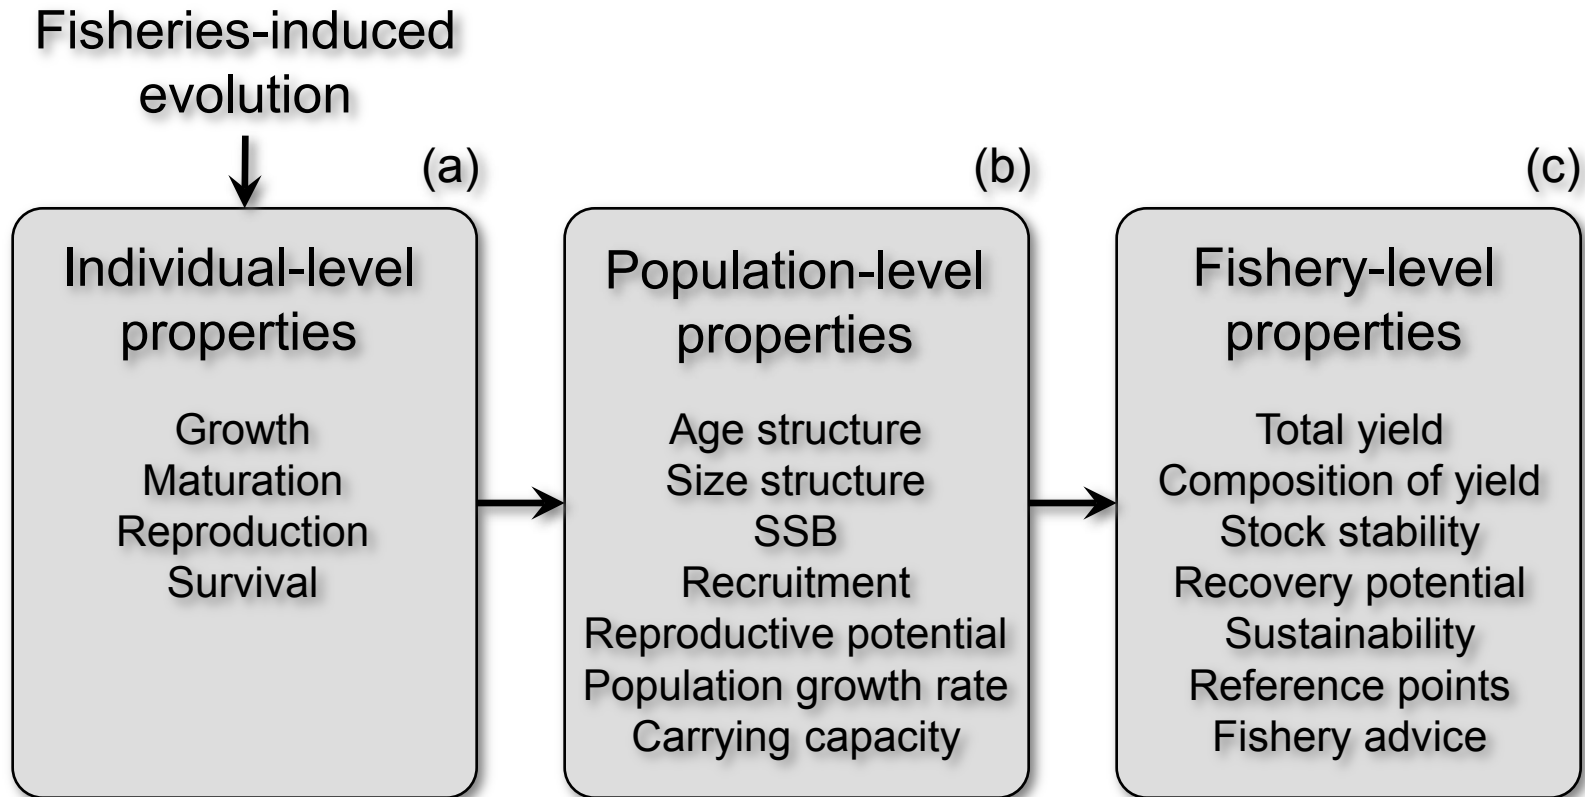 Fisheries-induced
evolution
(a)
Individual-level
properties
Growth
Maturation
Reproduction
Survival
(b)
Population-level
properties
Age structure
Size structure
SSB
Recruitment
Reproductive potential
Population growth rate
Carrying capacity
(c)
Fishery-level
properties
Total yield
Composition of yield
Stock stability
Recovery potential
Sustainability
Reference points
Fishery advice